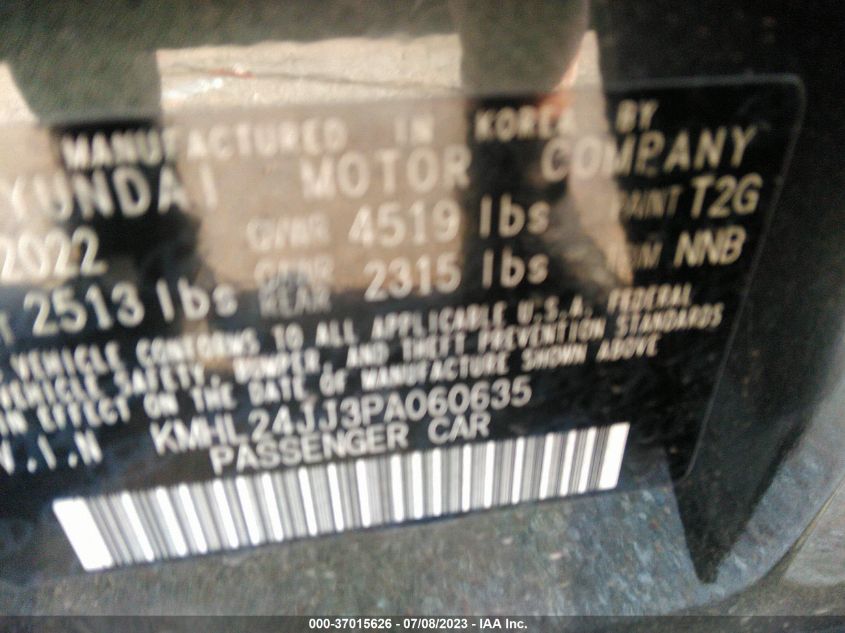 MANUFACTURED IN KOREA BY
YUNDAI MOTOR COMPANY
2022 GVWR 4519 lbs PAINT T2G
T 2513 lbs GAWR REAR 2315 lbs NNB
VEHICLE CONFORMS TO ALL APPLICABLE U.S.A. FEDERAL
VEHICLE SAFETY, BUMPER, AND THEFT PREVENTION STANDARDS
IN EFFECT ON THE DATE OF MANUFACTURE SHOWN ABOVE
V.I.N KMHL24JJ3PA060635
PASSENGER CAR
000-37015626 - 07/08/2023 - IAA Inc.